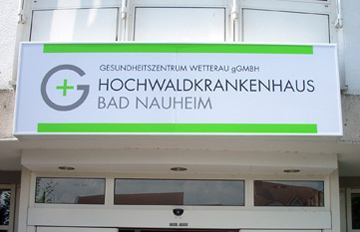 GESUNDHEITSZENTRUM WETTERAU gGMBH
HOCHWALDKRANKENHAUS
BAD NAUHEIM